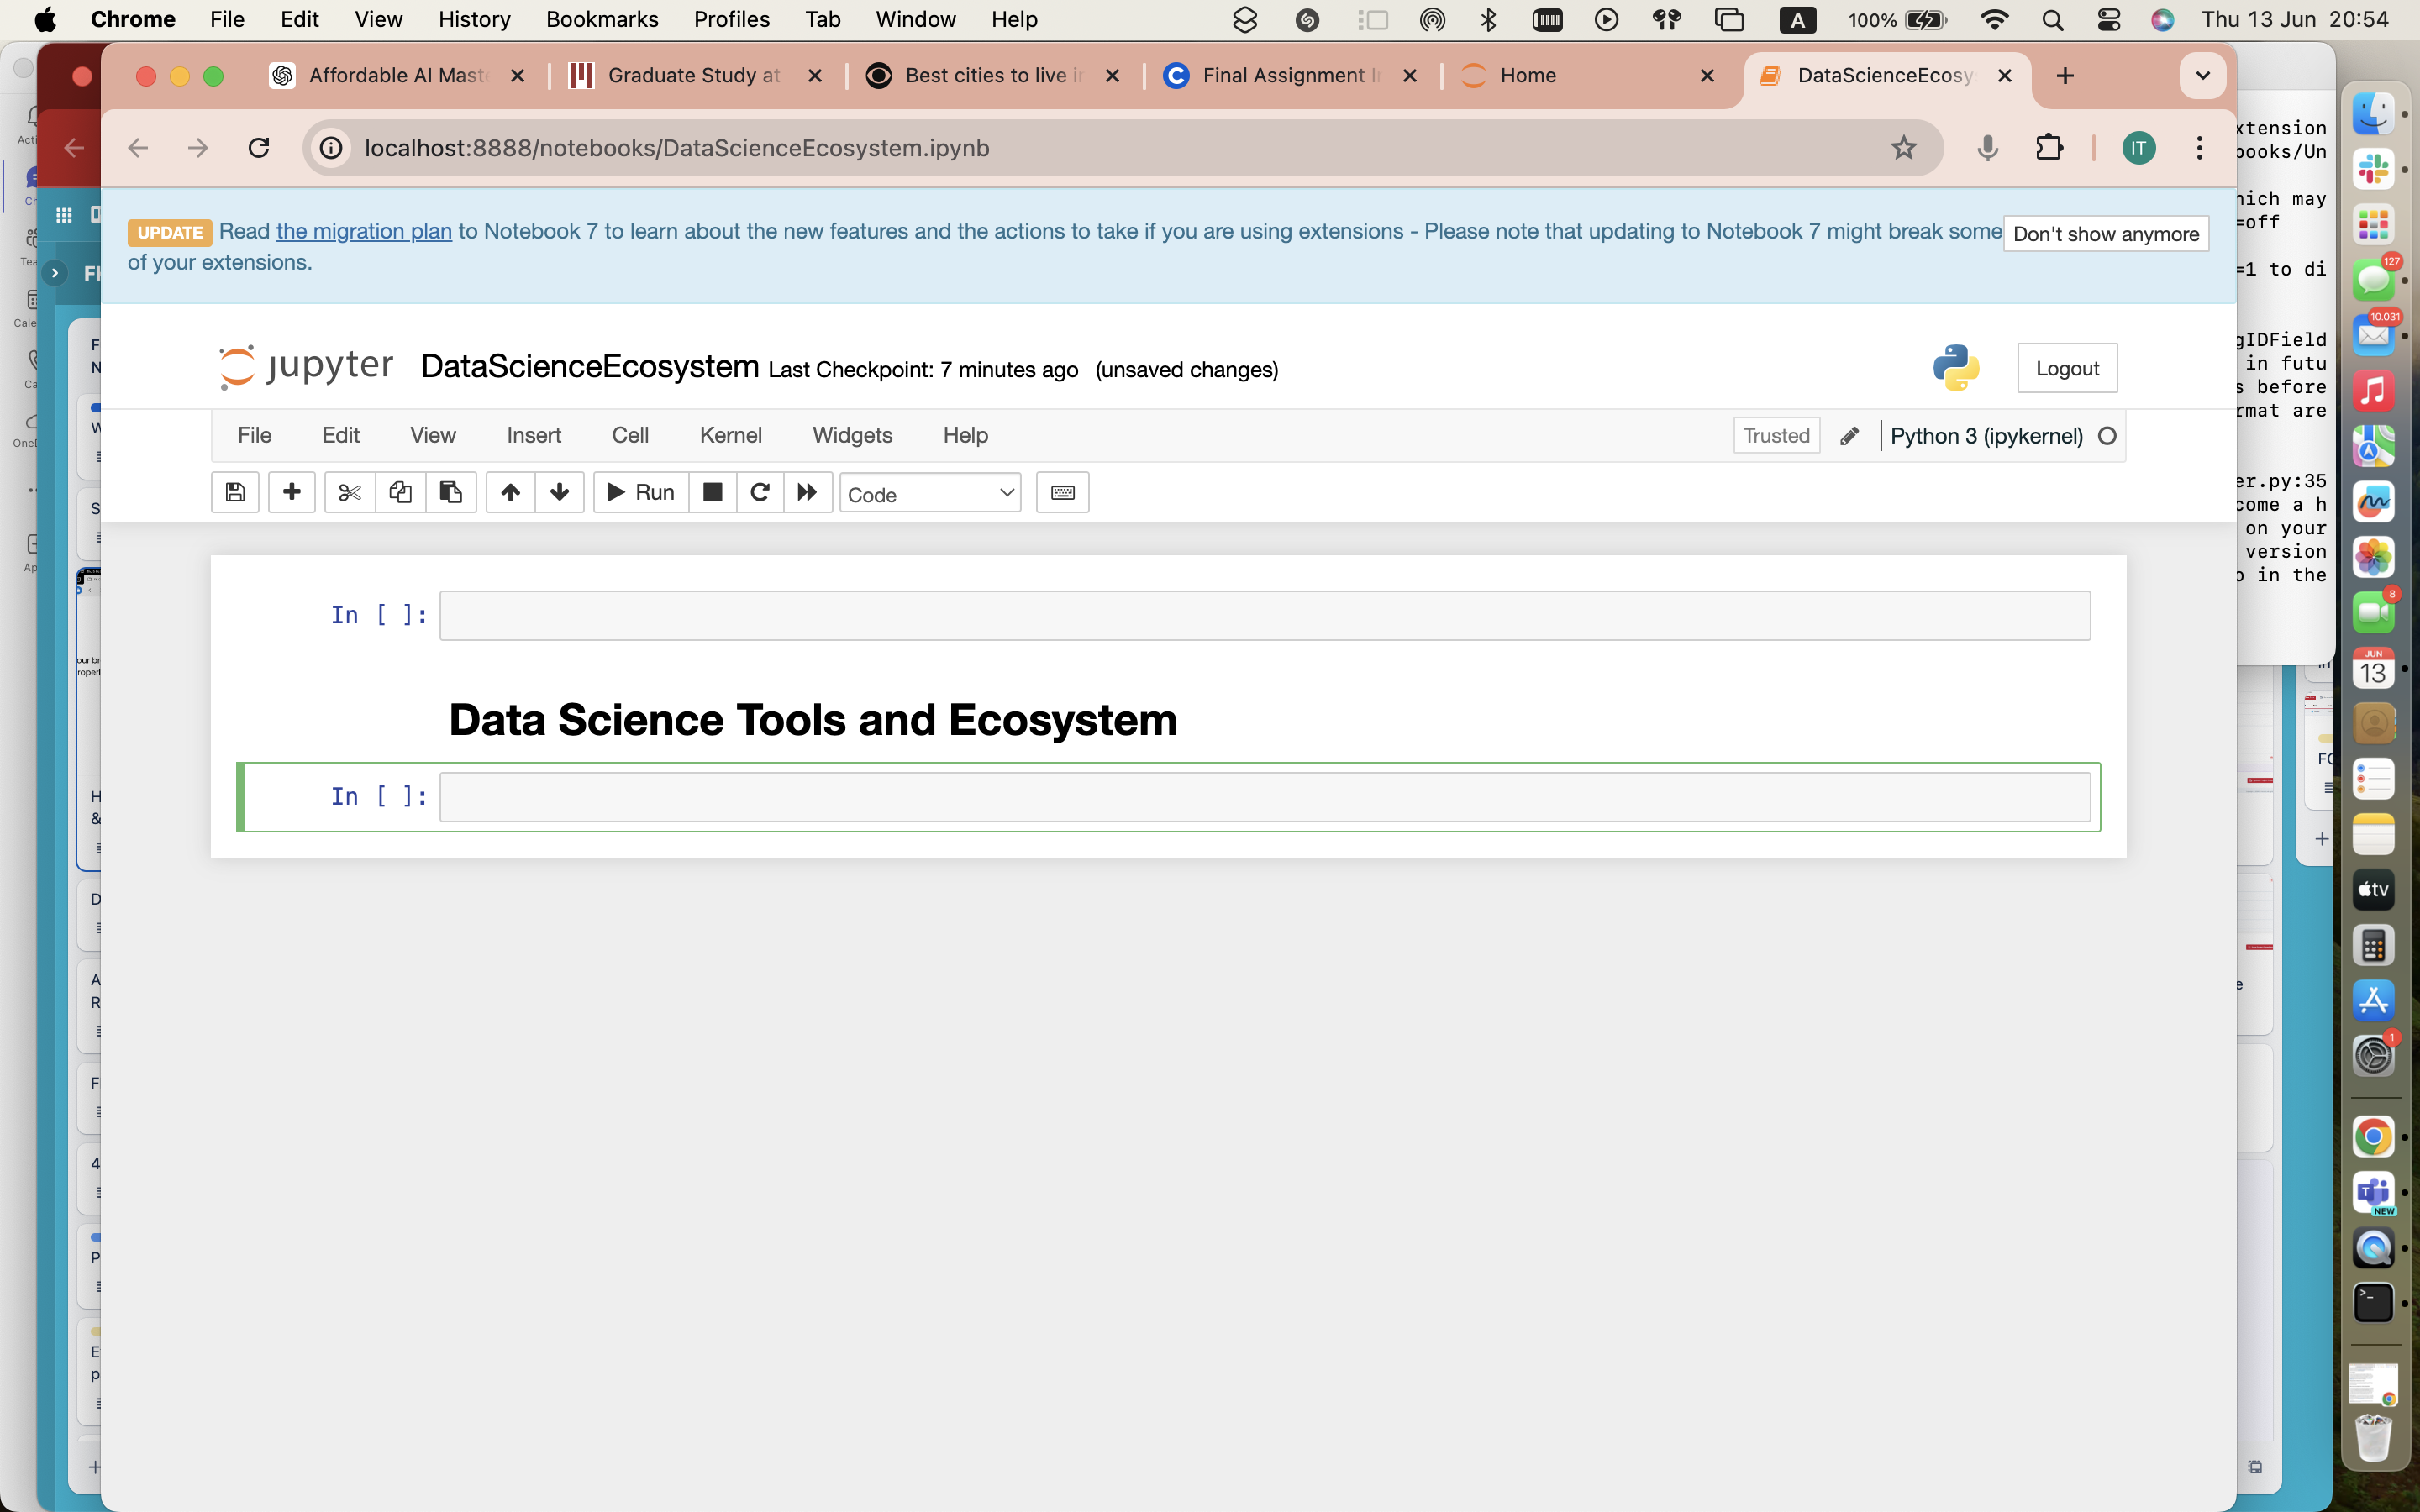 Chrome File Edit View History Bookmarks Profiles Tab Window Help A 100% Thu 13 Jun 20:54
Affordable AI Mast Graduate Study at Best cities to live in Final Assignment Home DataScienceEcosy
localhost:8888/notebooks/DataScienceEcosystem.ipynb IT
UPDATE Read the migration plan to Notebook 7 to learn about the new features and the actions to take if you are using extensions - Please note that updating to Notebook 7 might break some Don't show anymore
of your extensions.
jupyter DataScienceEcosystem Last Checkpoint: 7 minutes ago (unsaved changes) Logout
File Edit View Insert Cell Kernel Widgets Help Trusted Python 3 (ipykernel)
Run Code
In [ ]:
Data Science Tools and Ecosystem
In [ ]:
xtension
books/Un
hich may
=off
=1 to di
gIDField
in futu
s before
rmat are
er.py:35
come a h
on your
version
o in the
127
10.031
8
JUN
13
tv
1
NEW